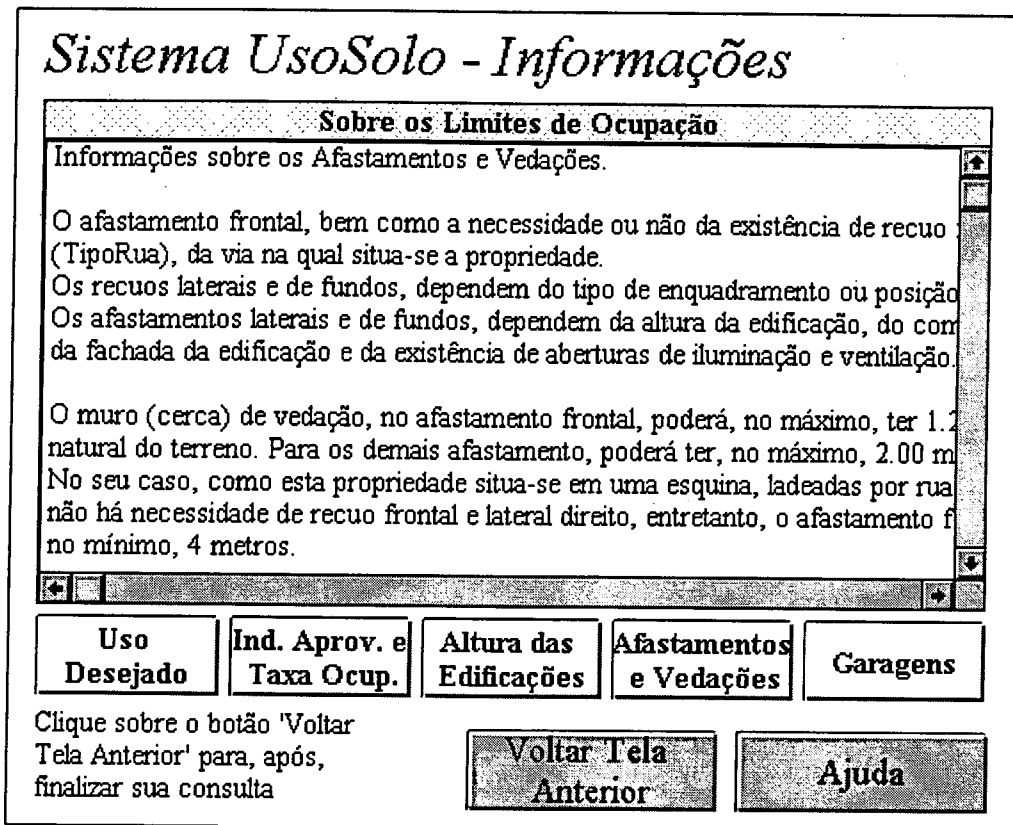 Sistema UsoSolo - Informações
Sobre os Limites de Ocupação
Informações sobre os Afastamentos e Vedações.
O afastamento frontal, bem como a necessidade ou não da existência de recuo
(TipoRua), da via na qual situa-se a propriedade.
Os recuos laterais e de fundos, dependem do tipo de enquadramento ou posição
Os afastamentos laterais e de fundos, dependem da altura da edificação, do com
da fachada da edificação e da existência de aberturas de iluminação e ventilação.
O muro (cerca) de vedação, no afastamento frontal, poderá, no máximo, ter 1.2
natural do terreno. Para os demais afastamento, poderá ter, no máximo, 2.00 m
No seu caso, como esta propriedade situa-se em uma esquina, ladeadas por rua
não há necessidade de recuo frontal e lateral direito, entretanto, o afastamento f
no mínimo, 4 metros.
Uso
Desejado
Ind. Aprov. e
Taxa Ocup.
Altura das
Edificações
Afastamentos
e Vedações
Garagens
Clique sobre o botão 'Voltar
Tela Anterior' para, após,
finalizar sua consulta
Voltar Tela
Anterior
Ajuda